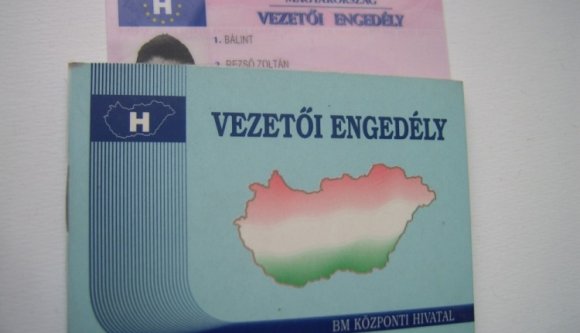 MAGYARORSZÁG
H
VEZETŐI ENGEDÉLY
1. BÁLINT
2. REZSŐ ZOLTÁN
H
VEZETŐI ENGEDÉLY
BM KÖZPONTI HIVATAL